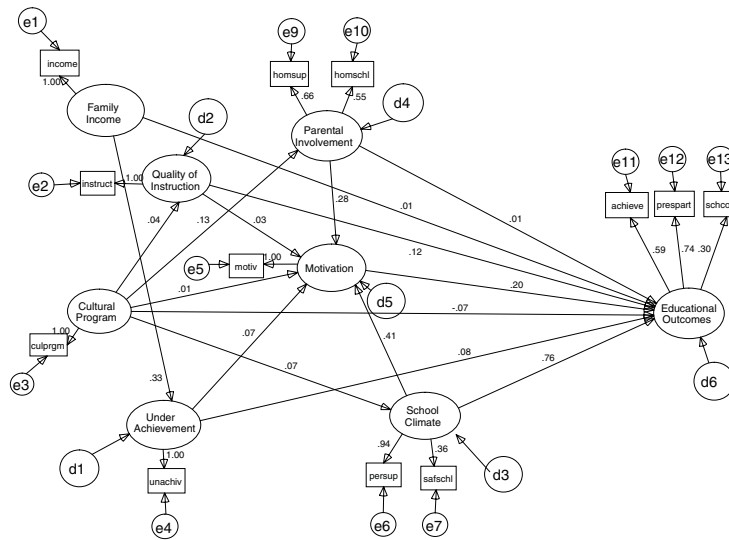 e1
income
1.00
Family
Income
e9
e10
homsup
homschl
.66
.55
d4
Parental
Involvement
d2
Quality of
Instruction
e2
instruct
1.00
e11
e12
e13
achieve
prespart
.59
.74
.30
.01
.01
.28
.04
.13
.03
.12
e5
motiv
1.00
Motivation
d5
.01
.20
-.07
Cultural
Program
1.00
culprgm
e3
Educational
Outcomes
d6
.07
.41
.08
.07
.76
.33
Under
Achievement
d1
1.00
unachiv
e4
School
Climate
d3
.94
.36
persup
safschl
e6
e7